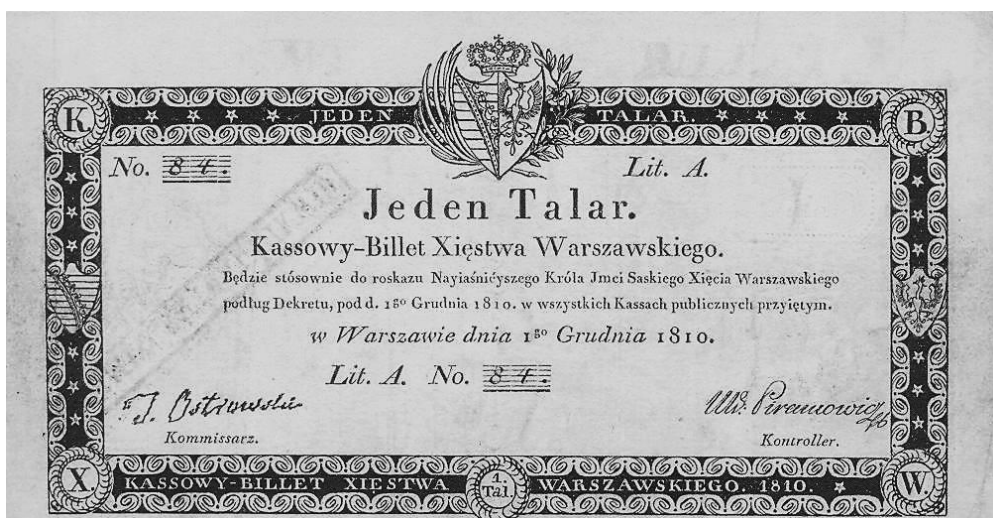 K. JEDEN TALAR. B.
No. 84. Lit. A.
Jeden Talar.
Kassowy-Billet Xięstwa Warszawskiego.
Będzie stósownie do roskazu Nayiaśnićyszego Króla Jmci Saskiego Xięcia Warszawskiego
podług Dekretu, pod d. 1go Grudnia 1810. w wszystkich Kassach publicznych przyiętym.
w Warszawie dnia 1go Grudnia 1810.
Lit. A. No. 84.
J. Ostrowski
Kommissarz. Kontroller.
X. KASSOWY-BILLET XIESTWA 1. Tal. WARSZAWSKIEGO. 1810. W.